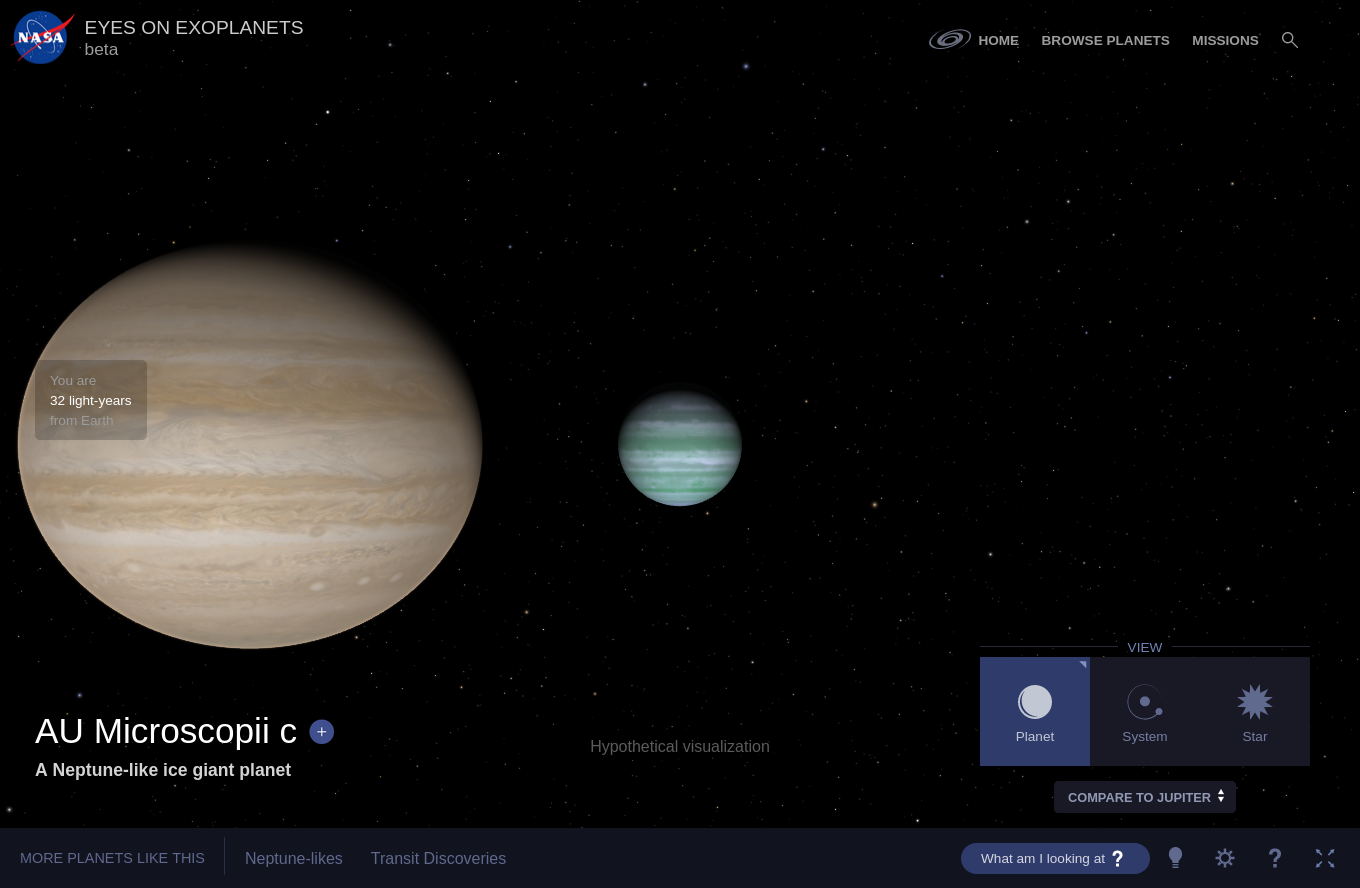 NASA
EYES ON EXOPLANETS
beta
HOME
BROWSE PLANETS
MISSIONS
You are
32 light-years
from Earth
AU Microscopii c +
A Neptune-like ice giant planet
Hypothetical visualization
VIEW
Planet
System
Star
COMPARE TO JUPITER
MORE PLANETS LIKE THIS
Neptune-likes
Transit Discoveries
What am I looking at ?
?